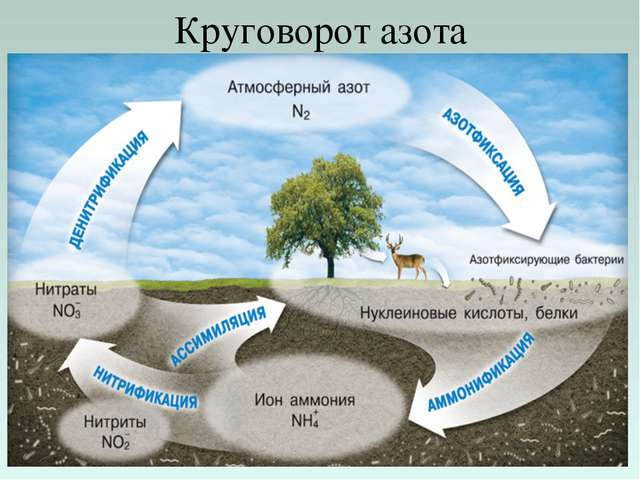 Круговорот азота
Атмосферный азот
N₂
ДЕНИТРИФИКАЦИЯ
АЗОТФИКСАЦИЯ
Азотфиксирующие бактерии
Нитраты
NO₃⁻
Нуклеиновые кислоты, белки
АССИМИЛЯЦИЯ
НИТРИФИКАЦИЯ
АММОНИФИКАЦИЯ
Ион аммония
NH₄⁺
Нитриты
NO₂⁻